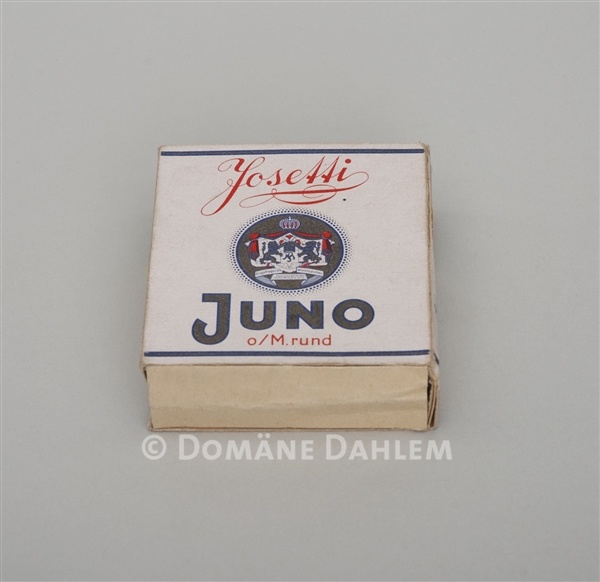 Josetti
JUNO
o/M. rund
© DOMÄNE DAHLEM